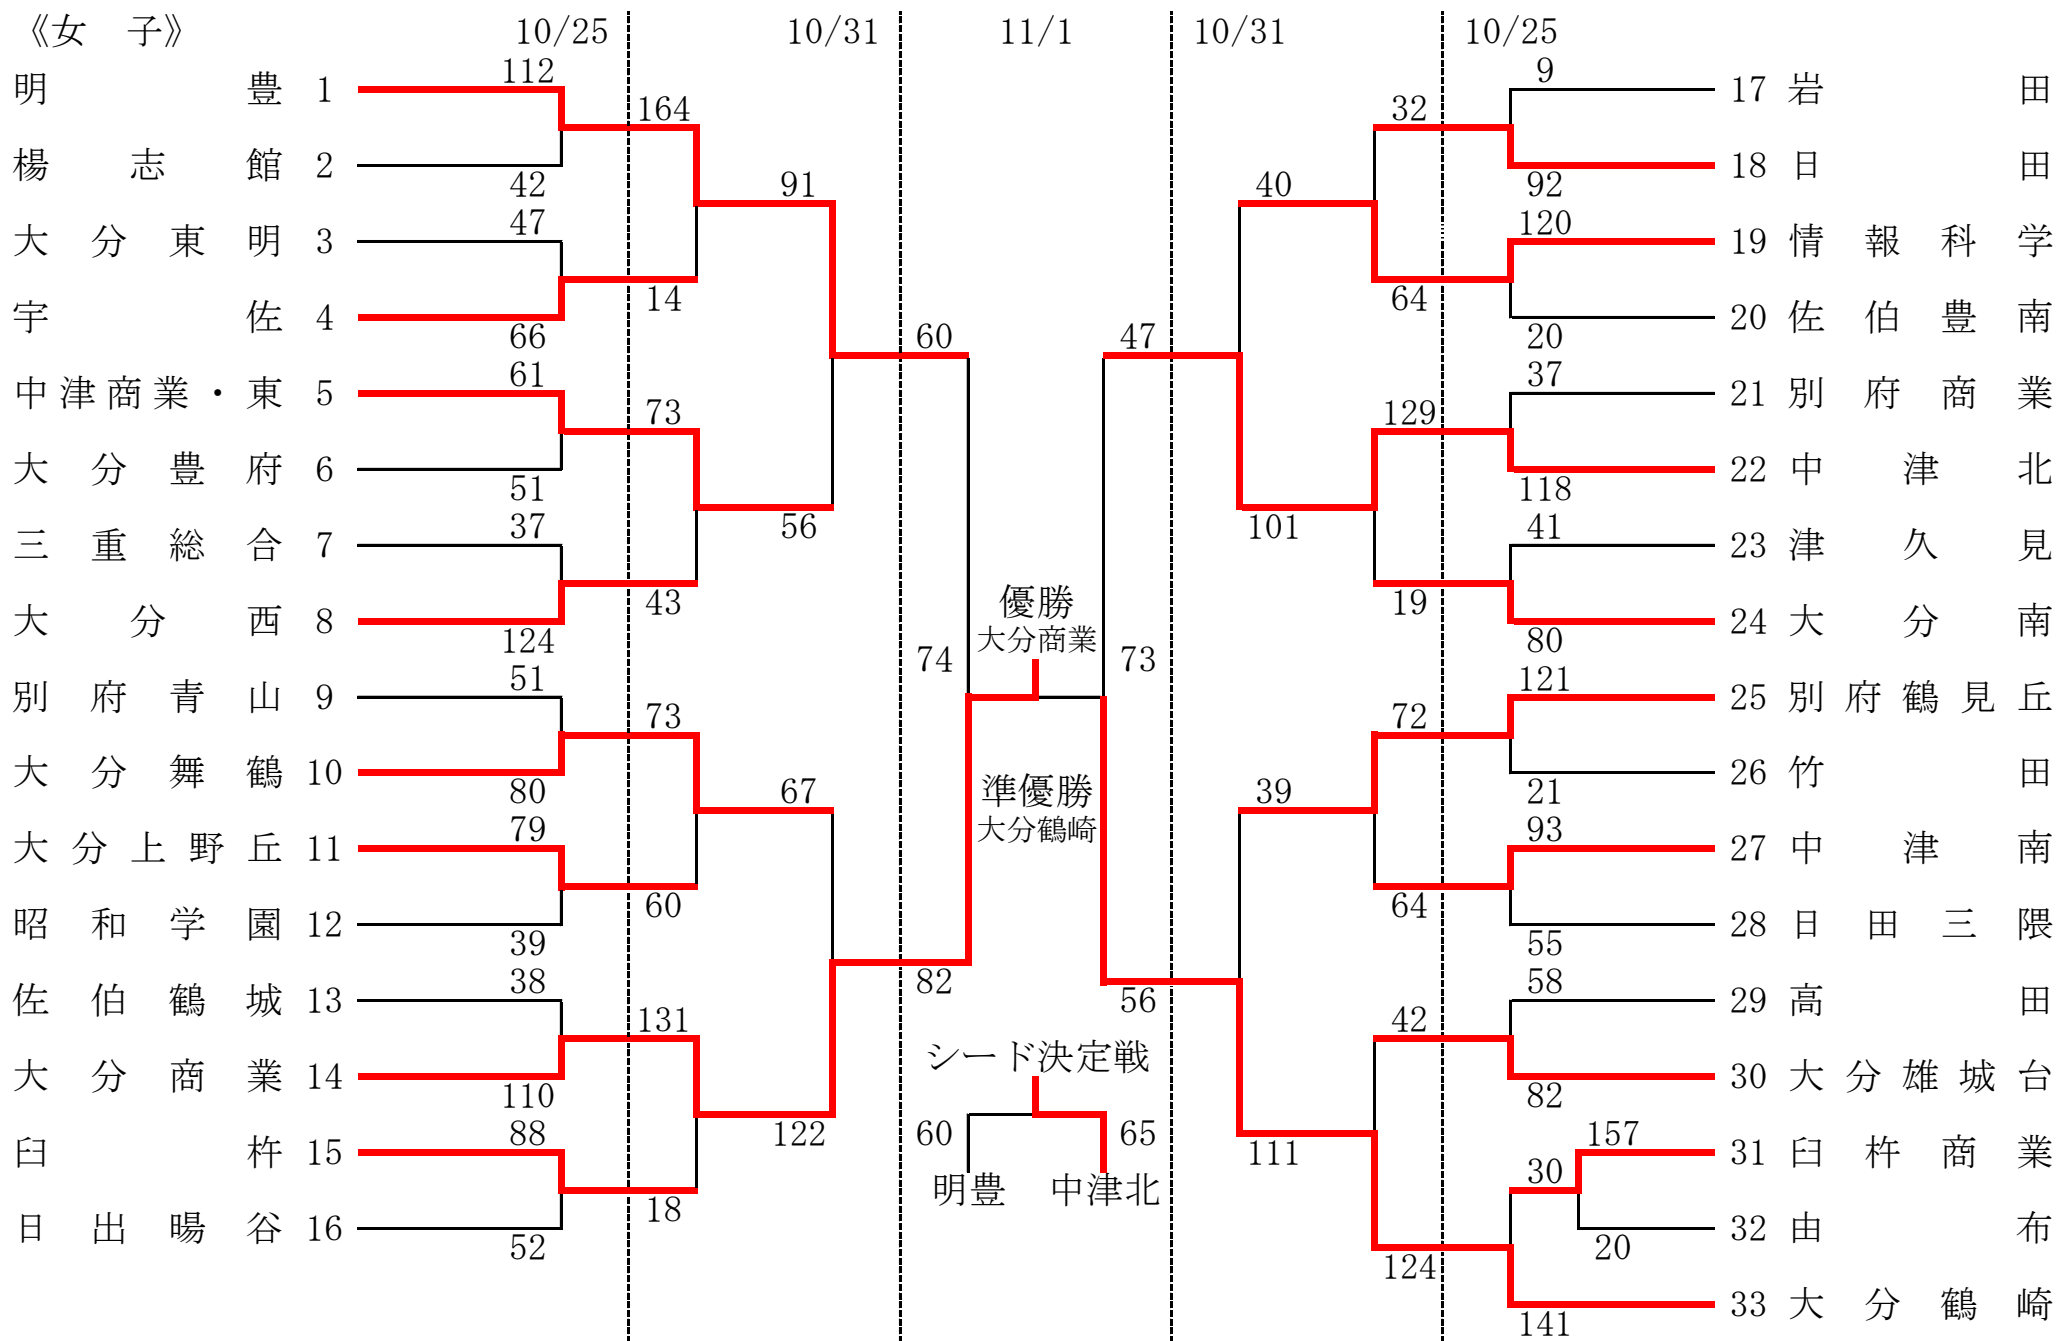 《女　子》 10/25 10/31 11/1 10/31 10/25
112 9
明豊 1 17 岩田
164 32
楊志館 2 18 日田
42 91 40 92
47 120
大分東明 3 19 情報科学
14 64
宇佐 4 20 佐伯豊南
66 60 47 20
61 37
中津商業・東 5 21 別府商業
73 129
大分豊府 6 22 中津北
51 118
37 56 101 41
三重総合 7 23 津久見
43 優勝 19
大分西 8 24 大分南
124 大分商業 80
74 73
51 121
別府青山 9 25 別府鶴見丘
73 72
大分舞鶴 10 26 竹田
80 67 準優勝 39 21
79 大分鶴崎 93
大分上野丘 11 27 中津南
60 64
昭和学園 12 28 日田三隈
39 55
38 82 56 58
佐伯鶴城 13 29 高田
131 42
シード決定戦
大分商業 14 30 大分雄城台
110 82
88 122 60 65 111 157
臼杵 15 31 臼杵商業
30
明豊 中津北
18
日出暘谷 16 32 由布
52 20
124
33 大分鶴崎
141